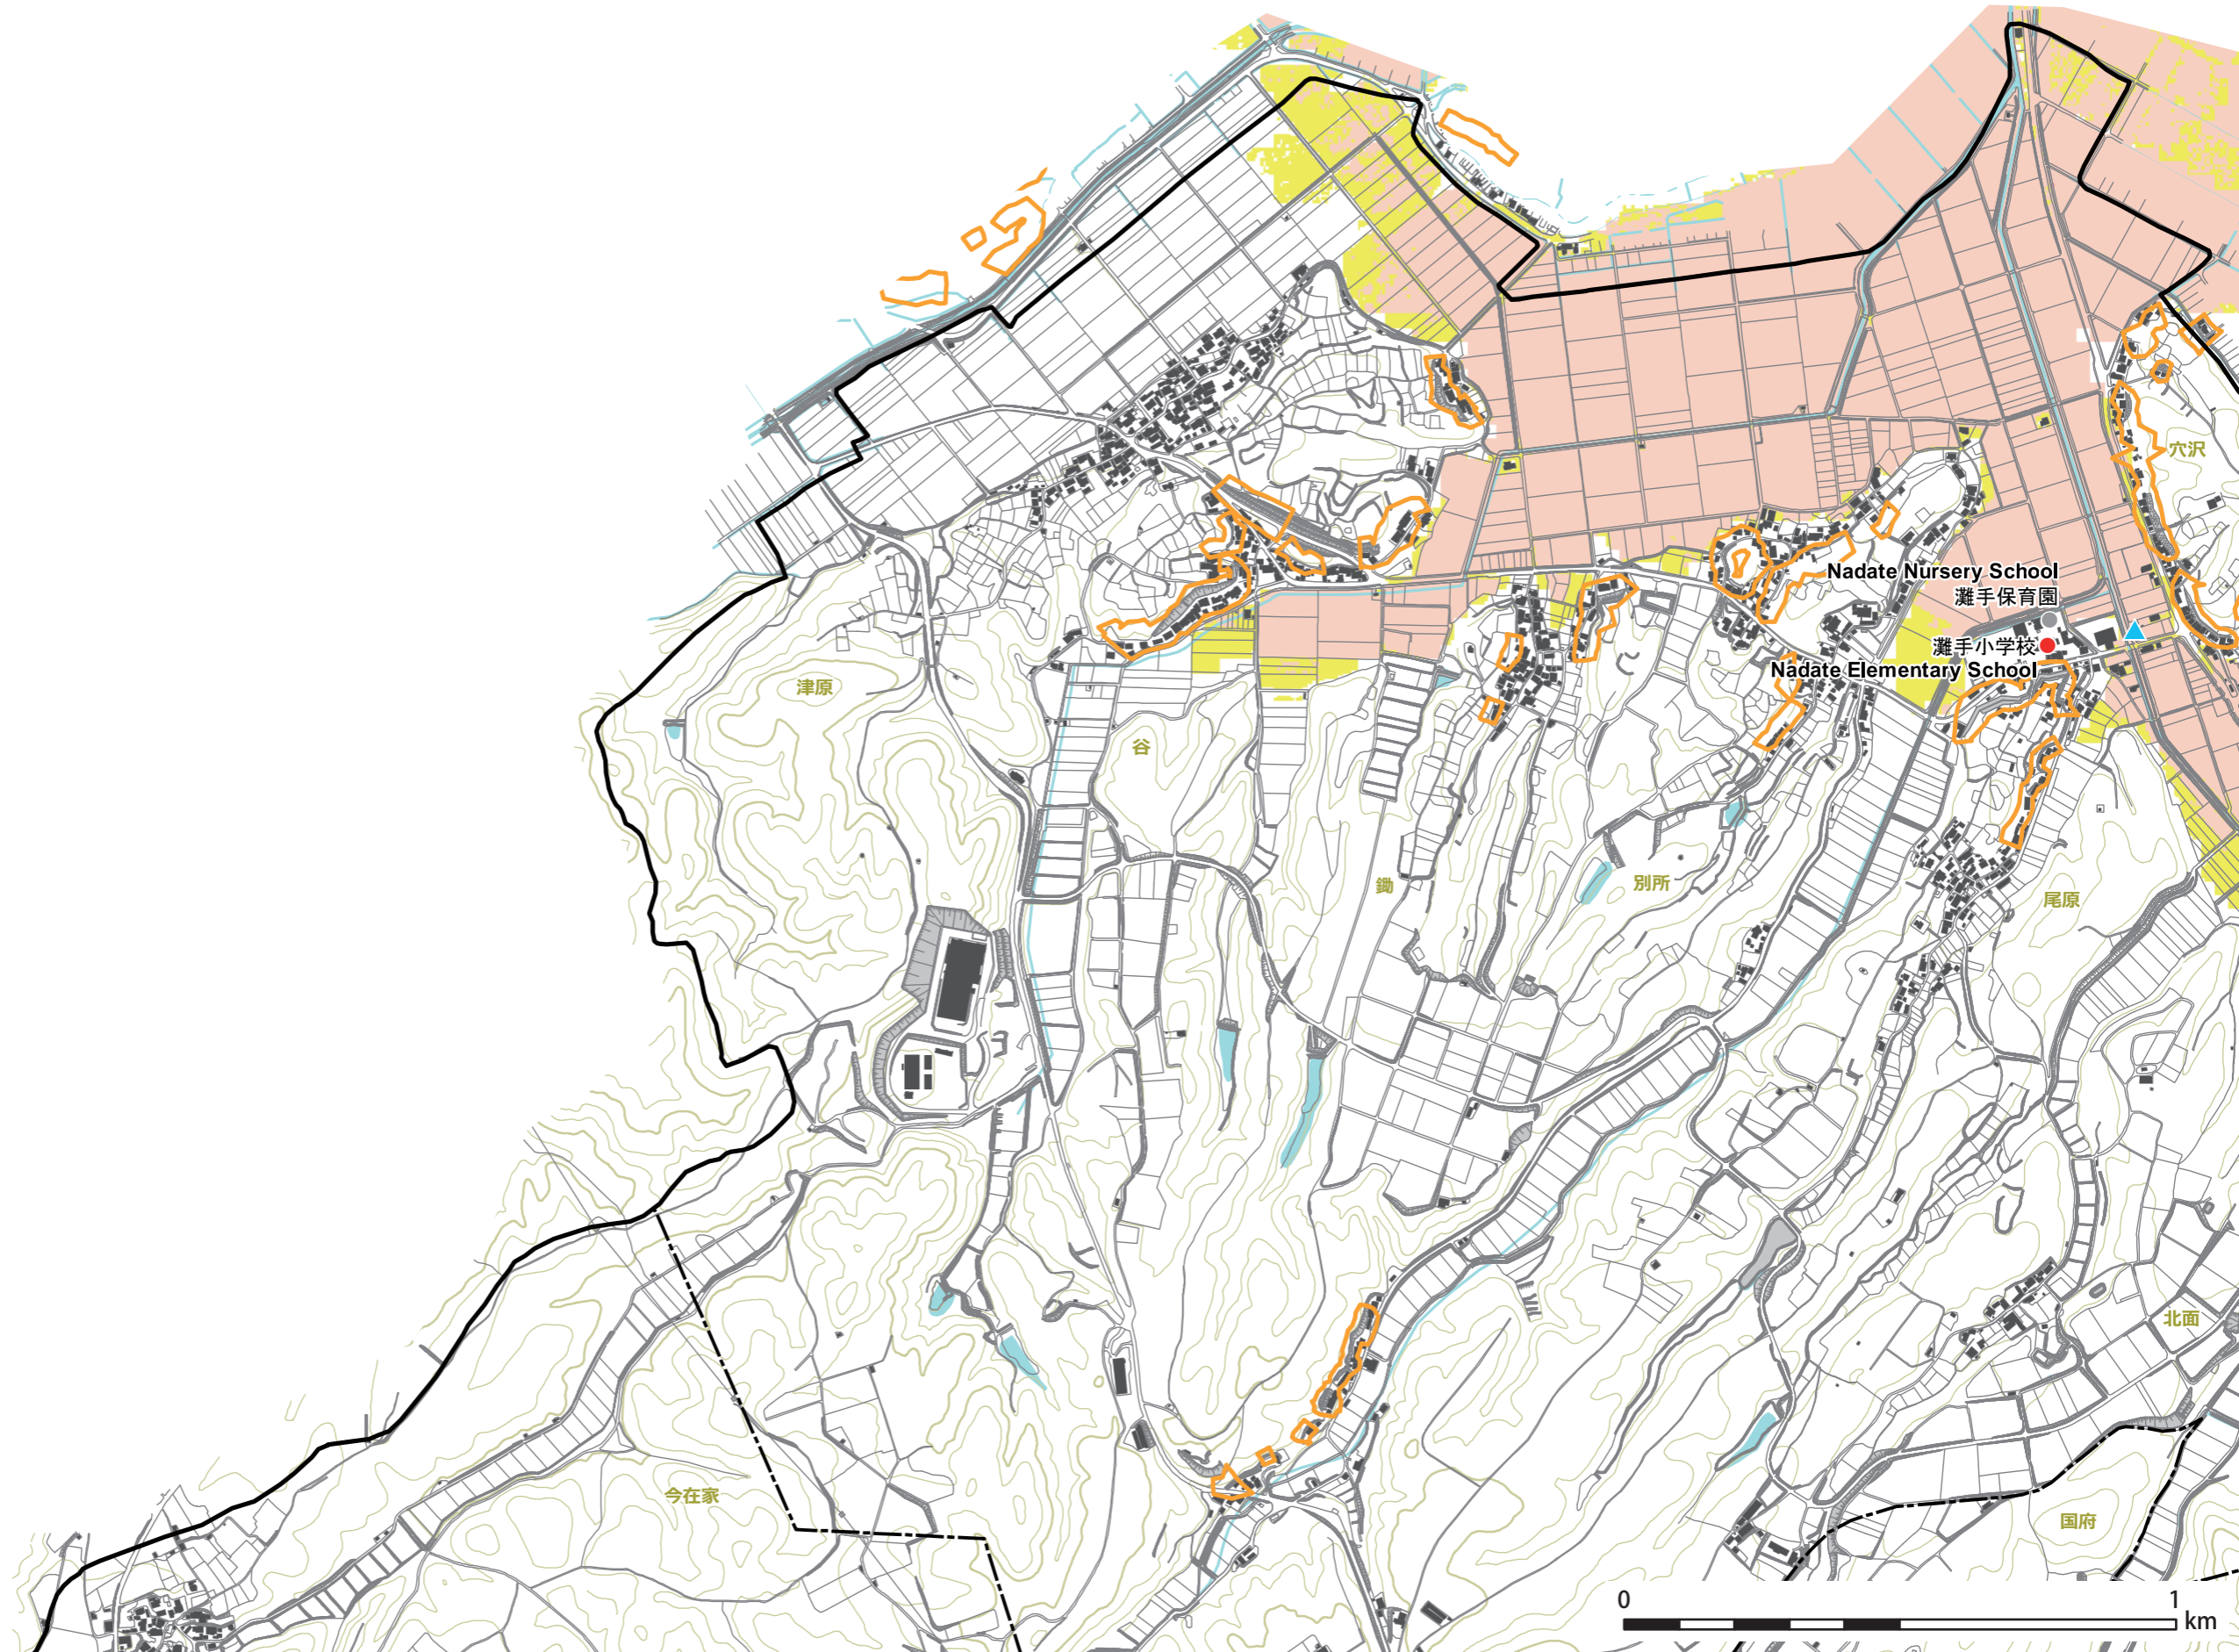 穴沢
Nadate Nursery School
灘手保育園
灘手小学校
Nadate Elementary School
津原
谷
鋤
別所
尾原
北面
今在家
国府
0 1
km